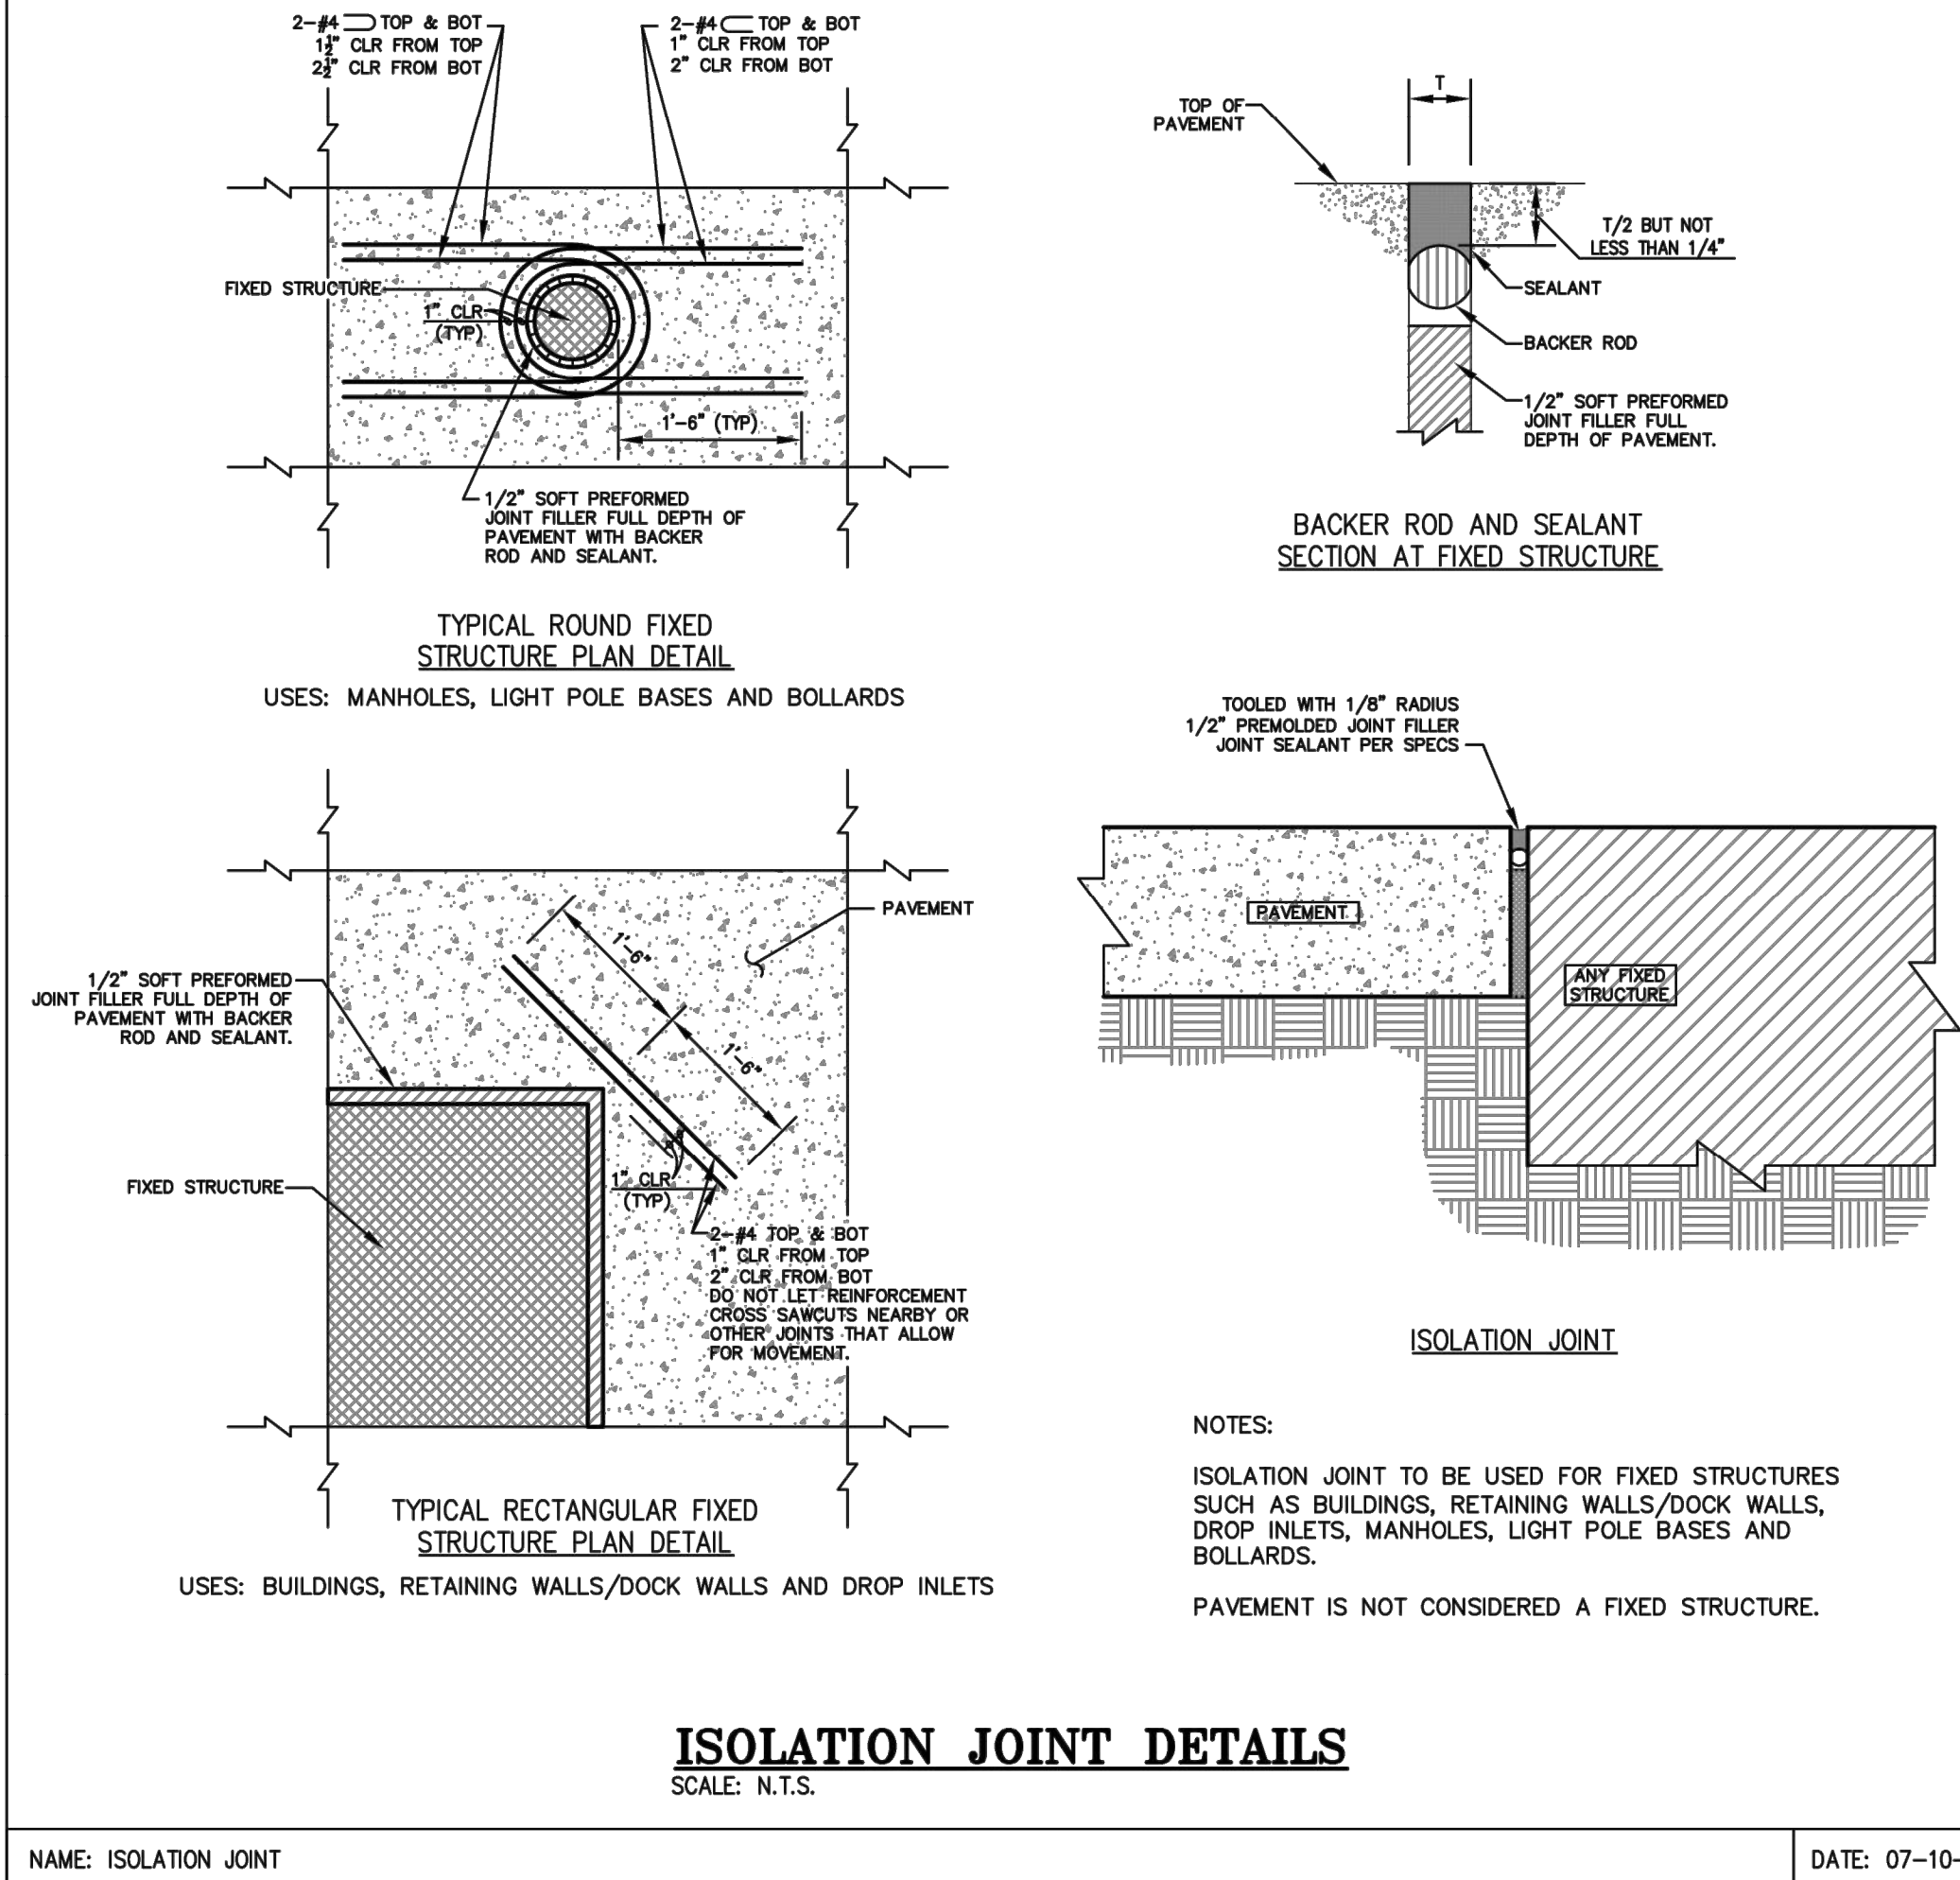 2-#4 TOP & BOT
1½" CLR FROM TOP
2½" CLR FROM BOT
2-#4 TOP & BOT
1" CLR FROM TOP
2" CLR FROM BOT
FIXED STRUCTURE
1" CLR
(TYP)
1'-6" (TYP)
1/2" SOFT PREFORMED
JOINT FILLER FULL DEPTH OF
PAVEMENT WITH BACKER
ROD AND SEALANT.
TYPICAL ROUND FIXED
STRUCTURE PLAN DETAIL
USES: MANHOLES, LIGHT POLE BASES AND BOLLARDS
T
TOP OF
PAVEMENT
T/2 BUT NOT
LESS THAN 1/4"
SEALANT
BACKER ROD
1/2" SOFT PREFORMED
JOINT FILLER FULL
DEPTH OF PAVEMENT.
BACKER ROD AND SEALANT
SECTION AT FIXED STRUCTURE
PAVEMENT
1'-6"
1'-6"
1/2" SOFT PREFORMED
JOINT FILLER FULL DEPTH OF
PAVEMENT WITH BACKER
ROD AND SEALANT.
FIXED STRUCTURE
1" CLR
(TYP)
2-#4 TOP & BOT
1" CLR FROM TOP
2" CLR FROM BOT
DO NOT LET REINFORCEMENT
CROSS SAWCUTS NEARBY OR
OTHER JOINTS THAT ALLOW
FOR MOVEMENT.
TYPICAL RECTANGULAR FIXED
STRUCTURE PLAN DETAIL
USES: BUILDINGS, RETAINING WALLS/DOCK WALLS AND DROP INLETS
TOOLED WITH 1/8" RADIUS
1/2" PREMOLDED JOINT FILLER
JOINT SEALANT PER SPECS
PAVEMENT
ANY FIXED
STRUCTURE
ISOLATION JOINT
NOTES:
ISOLATION JOINT TO BE USED FOR FIXED STRUCTURES
SUCH AS BUILDINGS, RETAINING WALLS/DOCK WALLS,
DROP INLETS, MANHOLES, LIGHT POLE BASES AND
BOLLARDS.
PAVEMENT IS NOT CONSIDERED A FIXED STRUCTURE.
ISOLATION JOINT DETAILS
SCALE: N.T.S.
NAME: ISOLATION JOINT
DATE: 07-10-